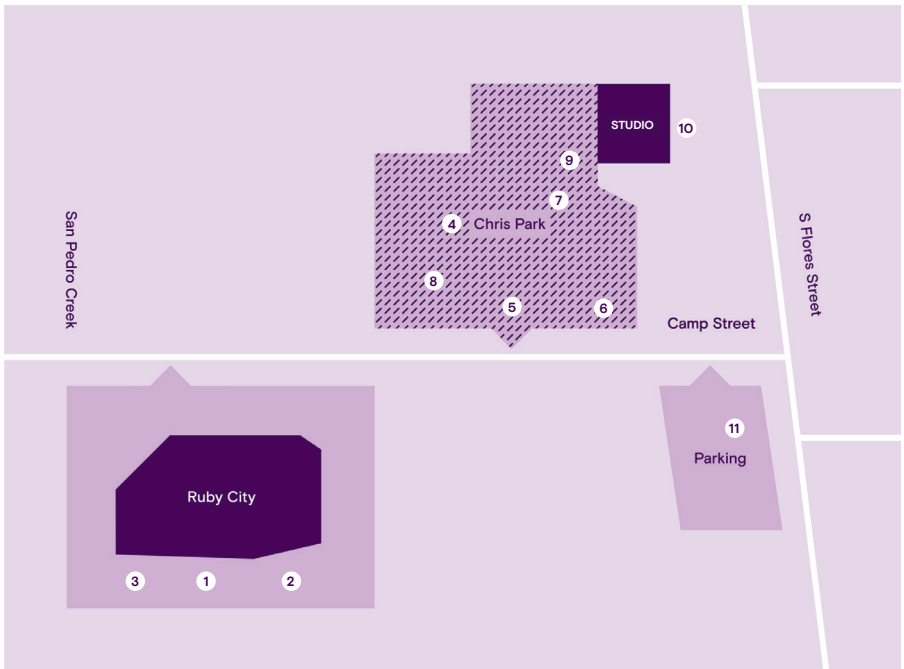 STUDIO
10
9
7
4
Chris Park
San Pedro Creek
S Flores Street
8
5
6
Camp Street
11
Parking
Ruby City
3
1
2